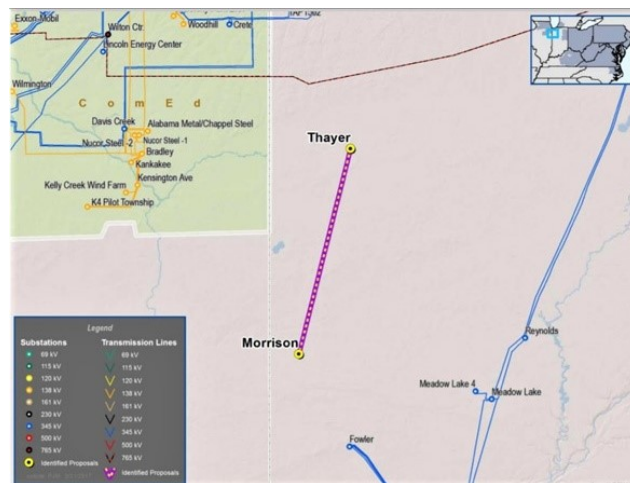 Exxon-Mobil
Wilton Ctr.
Woodhill
Crete
Lincoln Energy Center
Wilmington
C o m E d
Davis Creek
Alabama Metal/Chappel Steel
Nucor Steel -2
Nucor Steel -1
Bradley
Kankakee
Kensington Ave
Kelly Creek Wind Farm
K4 Pilot Township
Thayer
Morrison
Reynolds
Meadow Lake 4
Meadow Lake
Fowler
Legend
Substations
69 kV
115 kV
120 kV
138 kV
161 kV
230 kV
345 kV
500 kV
765 kV
Identified Proposals
Transmission Lines
69 kV
115 kV
120 kV
138 kV
161 kV
230 kV
345 kV
500 kV
765 kV
Identified Proposals